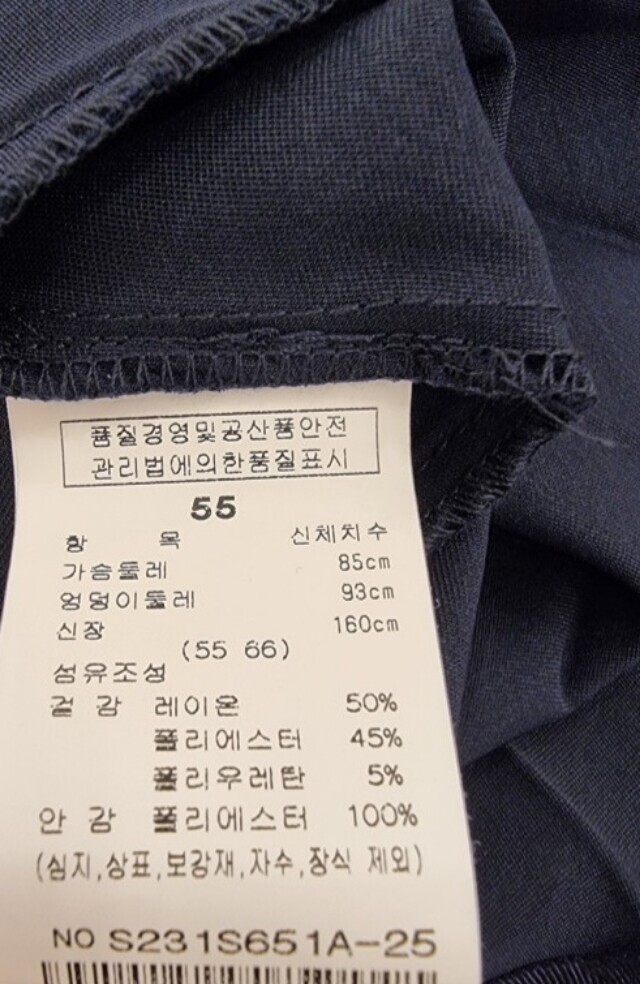 품질경영및공산품안전
관리법에의한품질표시
55
항 목 신체치수
가슴둘레 85cm
엉덩이둘레 93cm
신장 160cm
(55 66)
섬유조성
겉 감 레이온 50%
폴리에스터 45%
폴리우레탄 5%
안 감 폴리에스터 100%
(심지,상표,보강재,자수,장식 제외)
NO S231S651A-25